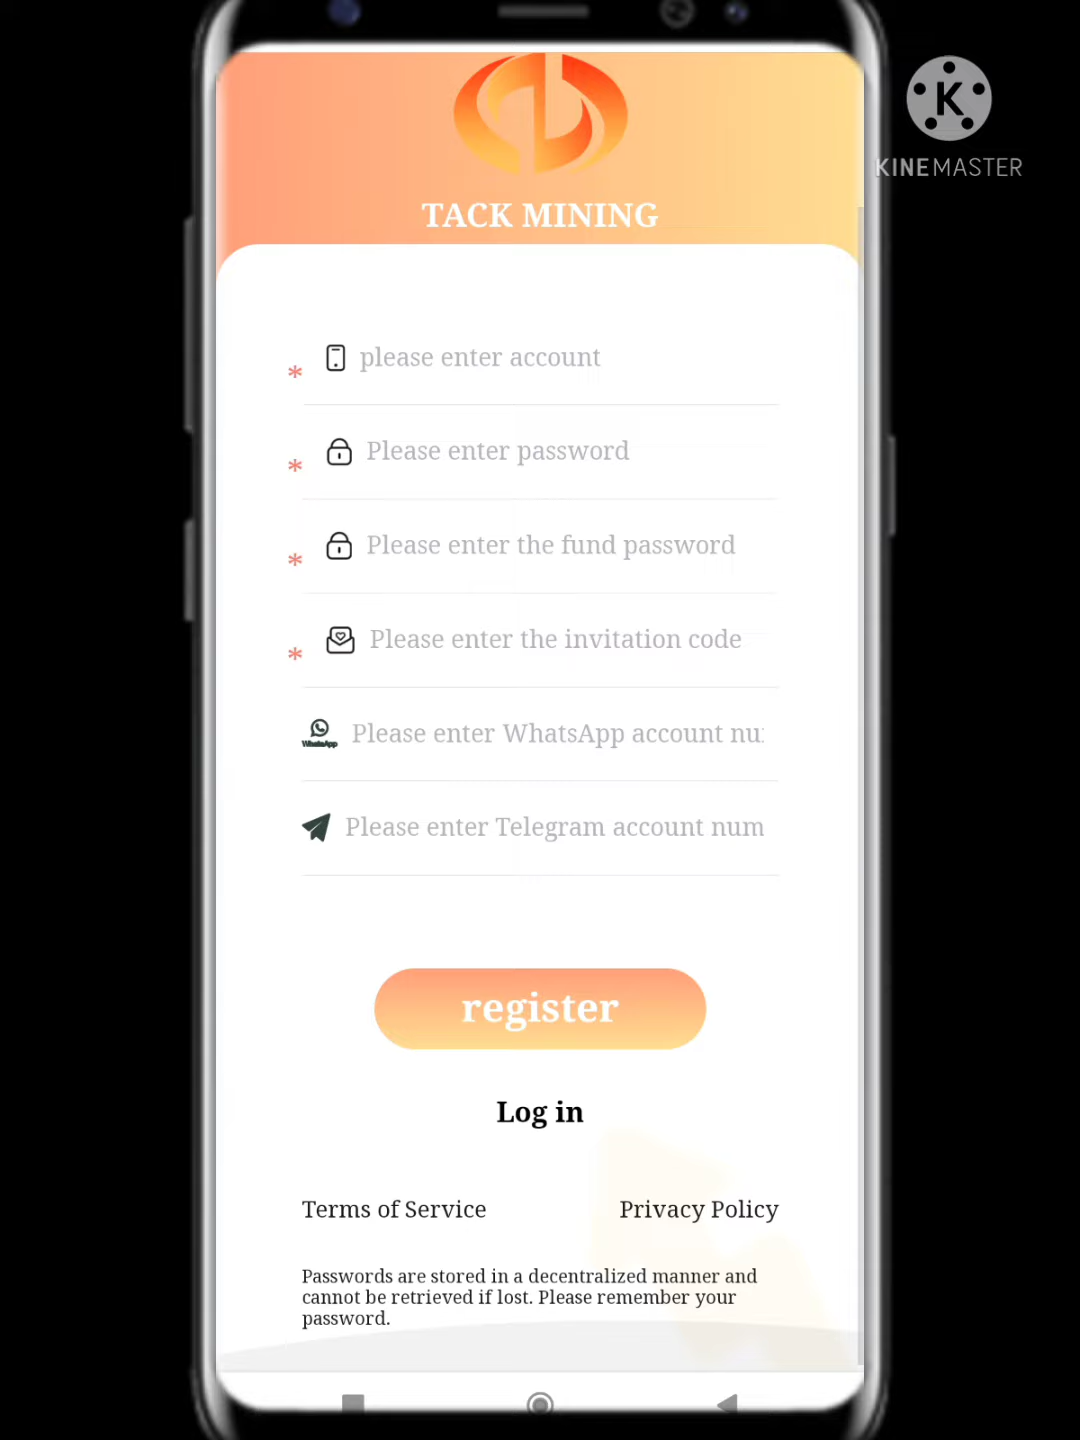 K
KINEMASTER
TACK MINING
* please enter account
* Please enter password
* Please enter the fund password
* Please enter the invitation code
WhatsApp Please enter WhatsApp account nu
Please enter Telegram account num
register
Log in
Terms of Service Privacy Policy
Passwords are stored in a decentralized manner and
cannot be retrieved if lost. Please remember your
password.